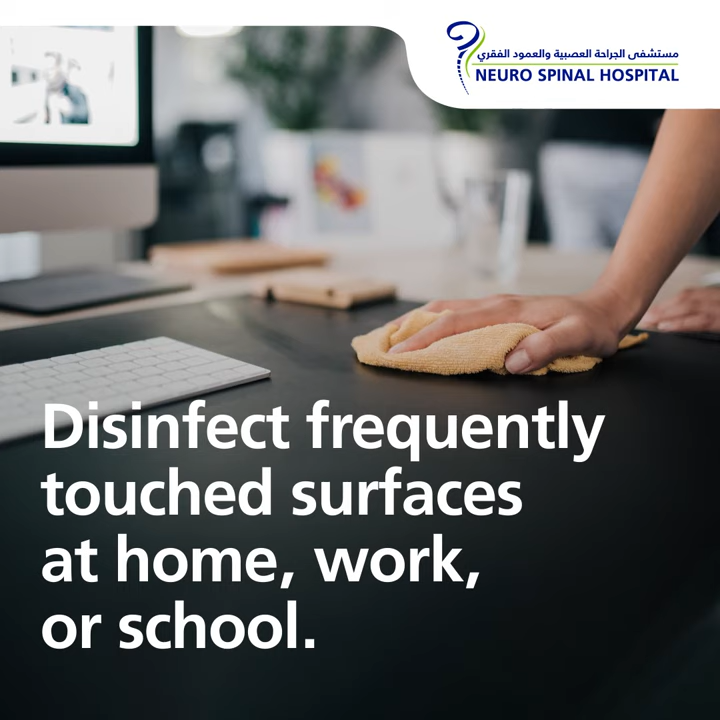 مستشفى الجراحة العصبية والعمود الفقري
NEURO SPINAL HOSPITAL
Disinfect frequently
touched surfaces
at home, work,
or school.